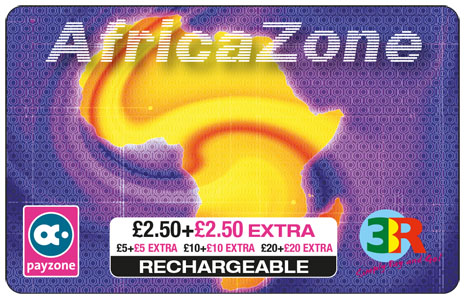 AfricaZone
£2.50+£2.50 EXTRA
£5+£5 EXTRA £10+£10 EXTRA £20+£20 EXTRA
RECHARGEABLE
payzone
3R